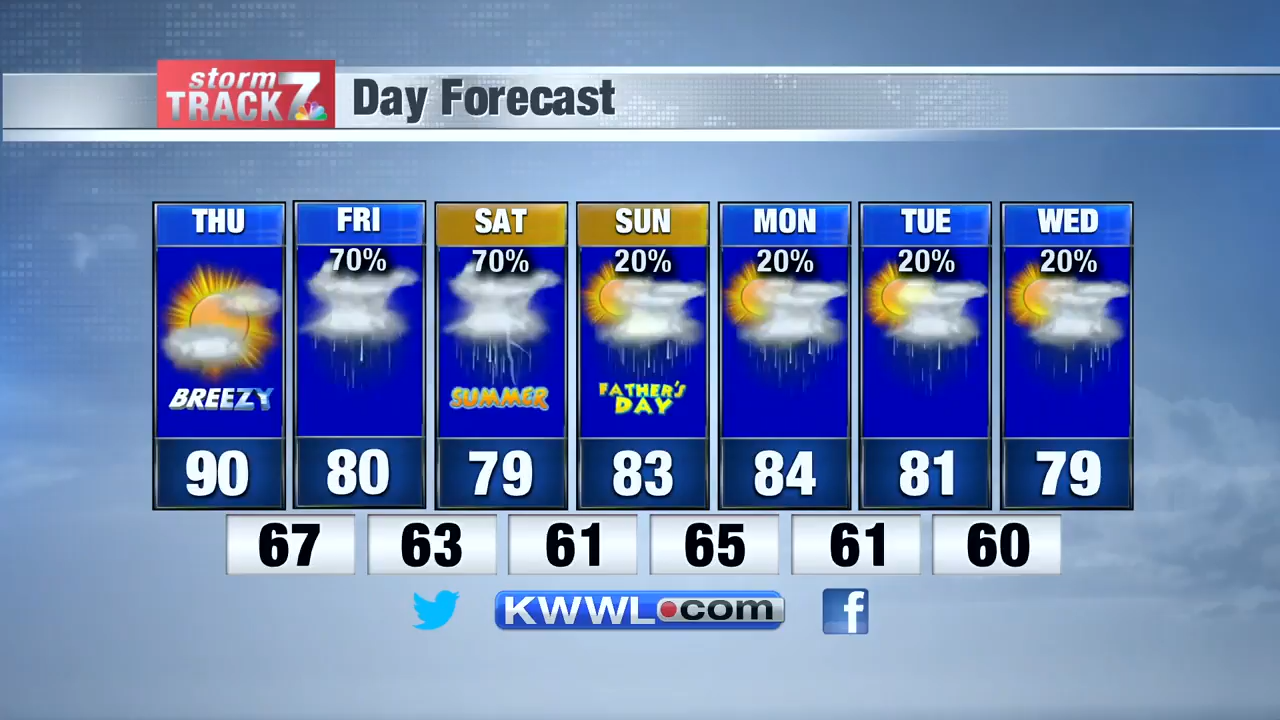 storm
TRACK 7 Day Forecast
THU FRI SAT SUN MON TUE WED
70% 70% 20% 20% 20% 20%
BREEZY SUMMER FATHER'S DAY
90 80 79 83 84 81 79
67 63 61 65 61 60
KWWL.com f